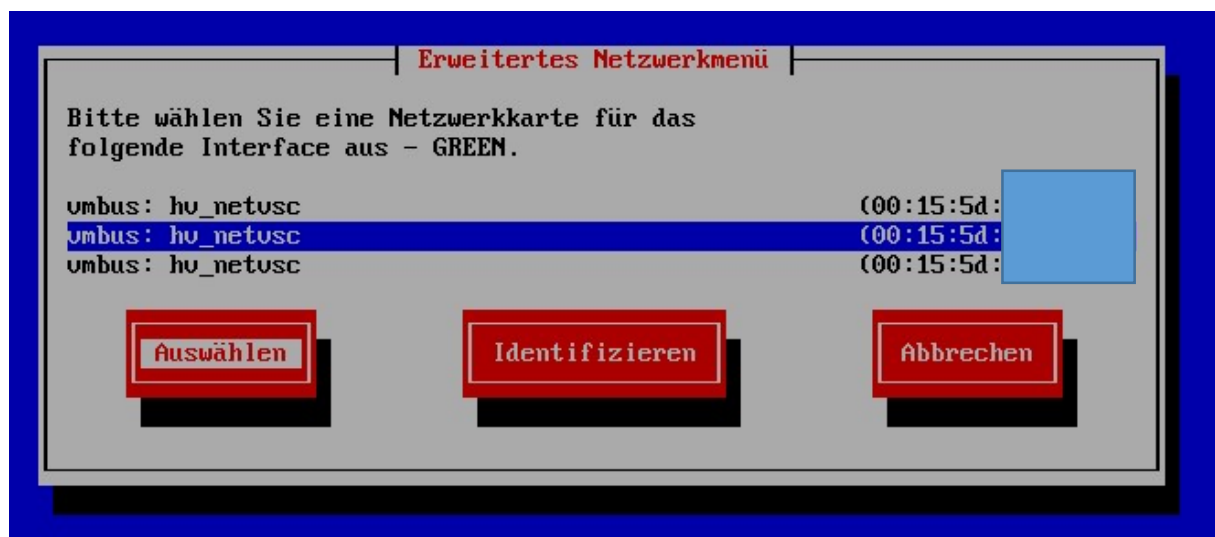 Erweitertes Netzwerkmenü
Bitte wählen Sie eine Netzwerkkarte für das
folgende Interface aus – GREEN.
vmbus: hv_netvsc (00:15:5d:
vmbus: hv_netvsc (00:15:5d:
vmbus: hv_netvsc (00:15:5d:
Auswählen Identifizieren Abbrechen